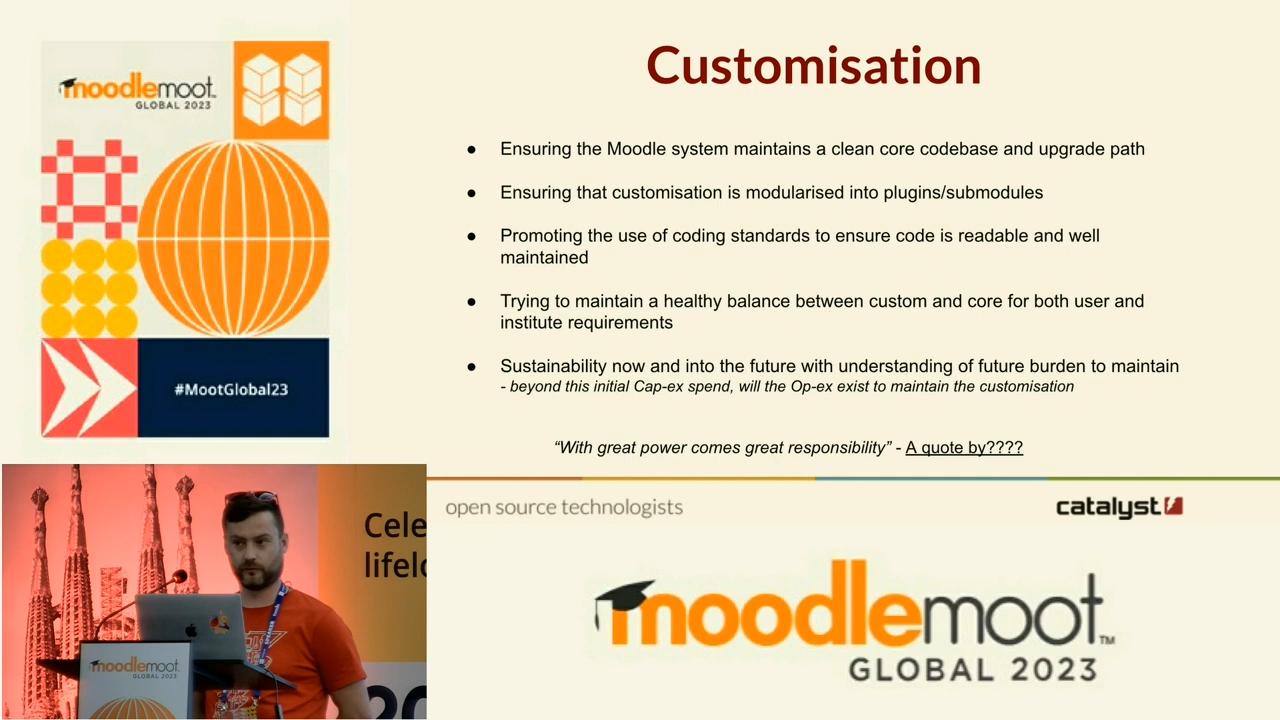 moodlemoot
GLOBAL 2023
#MootGlobal23
Customisation
● Ensuring the Moodle system maintains a clean core codebase and upgrade path
● Ensuring that customisation is modularised into plugins/submodules
● Promoting the use of coding standards to ensure code is readable and well
maintained
● Trying to maintain a healthy balance between custom and core for both user and
institute requirements
● Sustainability now and into the future with understanding of future burden to maintain
- beyond this initial Cap-ex spend, will the Op-ex exist to maintain the customisation
“With great power comes great responsibility” - A quote by????
open source technologists
catalyst
Cele
lifelo
moodlemoot
GLOBAL 2023
20
moodlemoot™
GLOBAL 2023